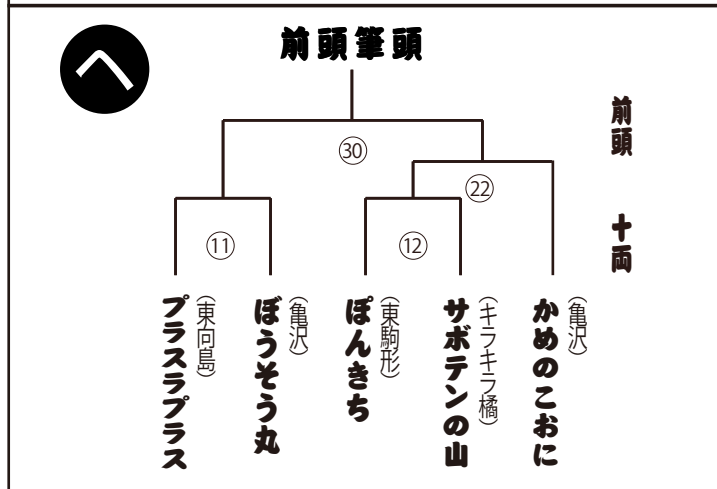 へ
前頭筆頭
前頭 十両
㉚
㉒
⑪
⑫
プラスラプラス
(東向島)
ぼうそう丸
(亀沢)
ぽんきち
(東駒形)
サボテンの山
(キラキラ橘)
かめのこおに
(亀沢)